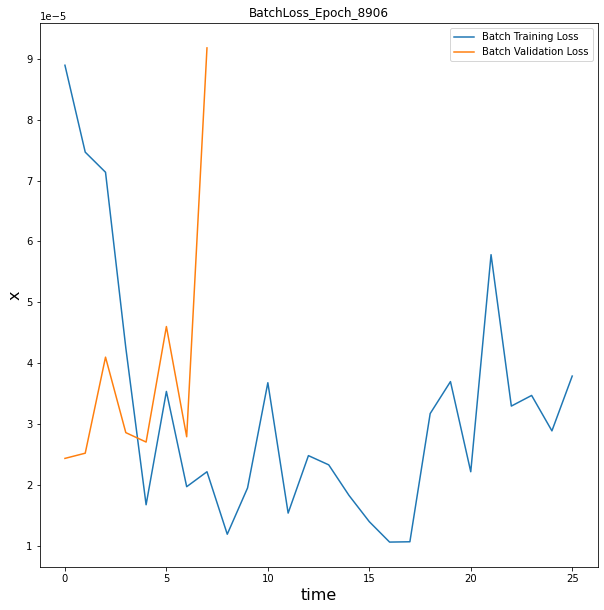 BatchLoss_Epoch_8906
1e−5
Batch Training Loss
Batch Validation Loss
9
8
7
6
5
4
3
2
1
x
0 5 10 15 20 25
time